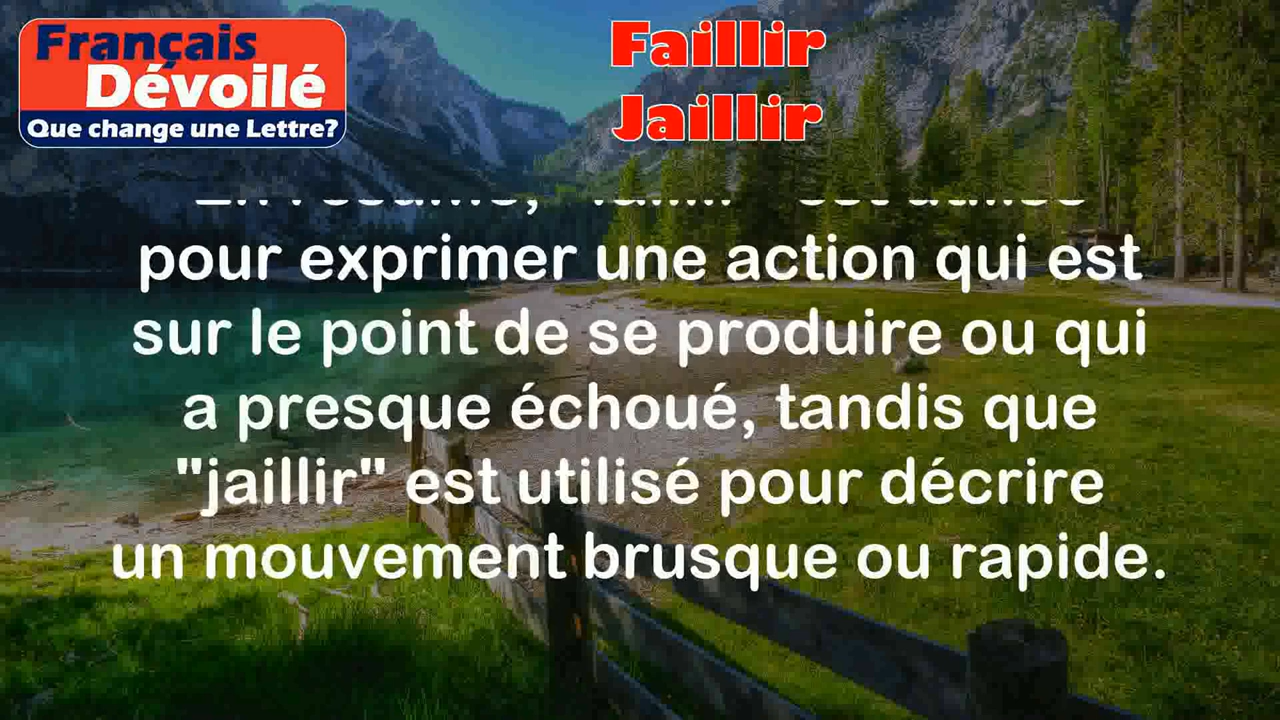 Français
Dévoilé
Que change une Lettre?
Faillir
Jaillir
pour exprimer une action qui est
sur le point de se produire ou qui
a presque échoué, tandis que
"jaillir" est utilisé pour décrire
un mouvement brusque ou rapide.